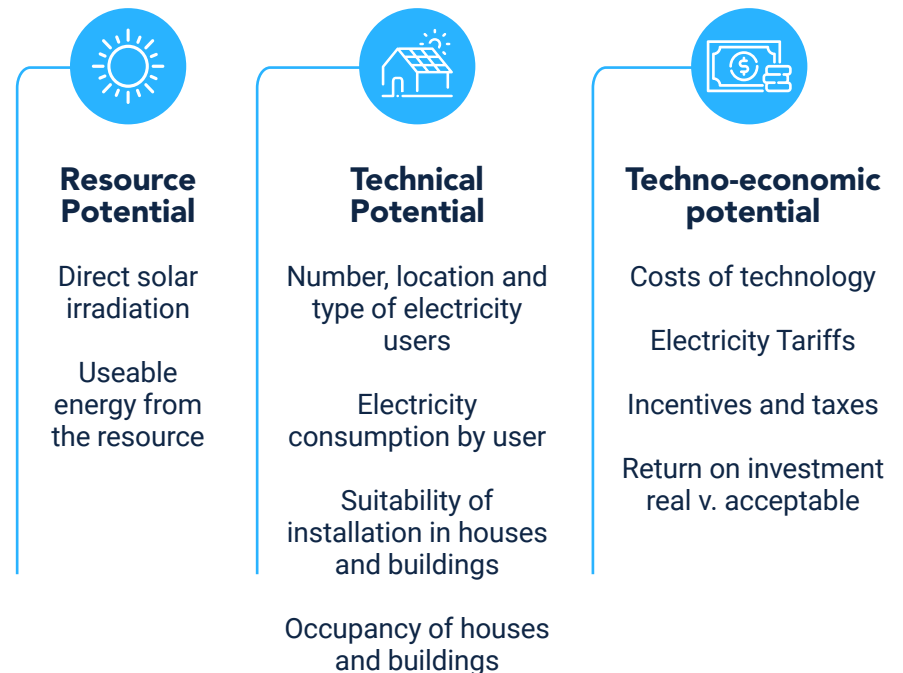 Resource
Potential
Direct solar
irradiation
Useable
energy from
the resource
Technical
Potential
Number, location and
type of electricity
users
Electricity
consumption by user
Suitability of
installation in houses
and buildings
Occupancy of houses
and buildings
$
Techno-economic
potential
Costs of technology
Electricity Tariffs
Incentives and taxes
Return on investment
real v. acceptable